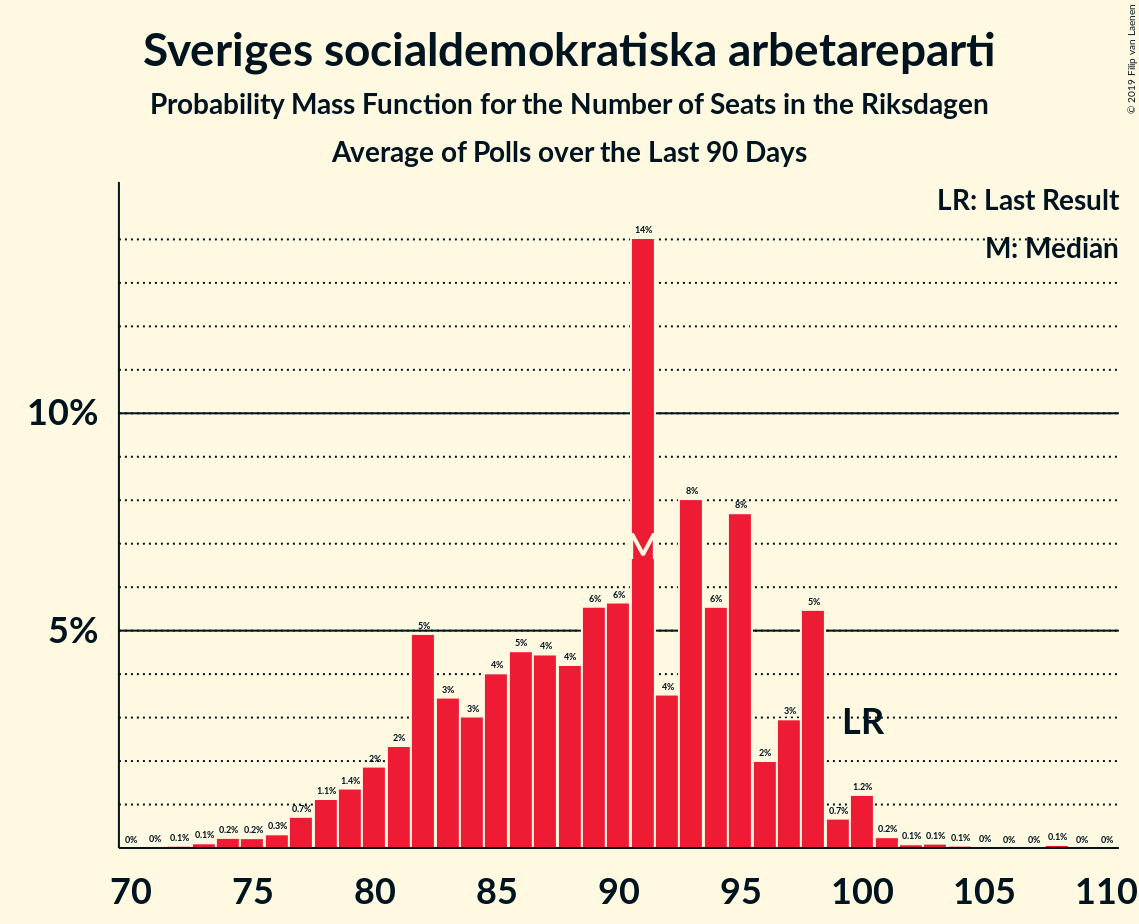 Sveriges socialdemokratiska arbetareparti
Probability Mass Function for the Number of Seats in the Riksdagen
Average of Polls over the Last 90 Days
© 2019 Filip van Laenen
LR: Last Result
M: Median
10%
5%
0% 0% 0.1% 0.1% 0.2% 0.2% 0.3% 0.7% 1.1% 1.4% 2% 2% 5% 3% 3% 4% 5% 4% 4% 6% 6% 14% 4% 8% 6% 8% 2% 3% 5% 0.7% 1.2% 0.2% 0.1% 0.1% 0.1% 0% 0% 0% 0.1% 0% 0%
M
LR
70 75 80 85 90 95 100 105 110